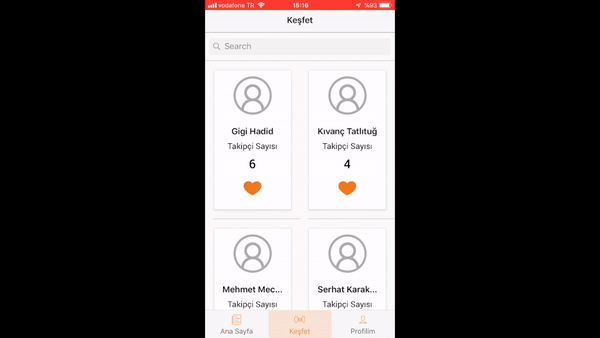 vodafone TR 15:16 %93
Keşfet
Search
Gigi Hadid Kıvanç Tatlıtuğ
Takipçi Sayısı Takipçi Sayısı
6 4
Mehmet Mec... Serhat Karak...
Takipçi Sayısı Takipçi Sayısı
Ana Sayfa Keşfet Profilim